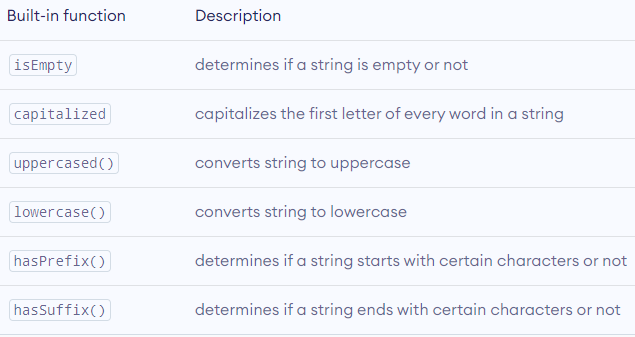 Built-in function Description
isEmpty determines if a string is empty or not
capitalized capitalizes the first letter of every word in a string
uppercased() converts string to uppercase
lowercase() converts string to lowercase
hasPrefix() determines if a string starts with certain characters or not
hasSuffix() determines if a string ends with certain characters or not